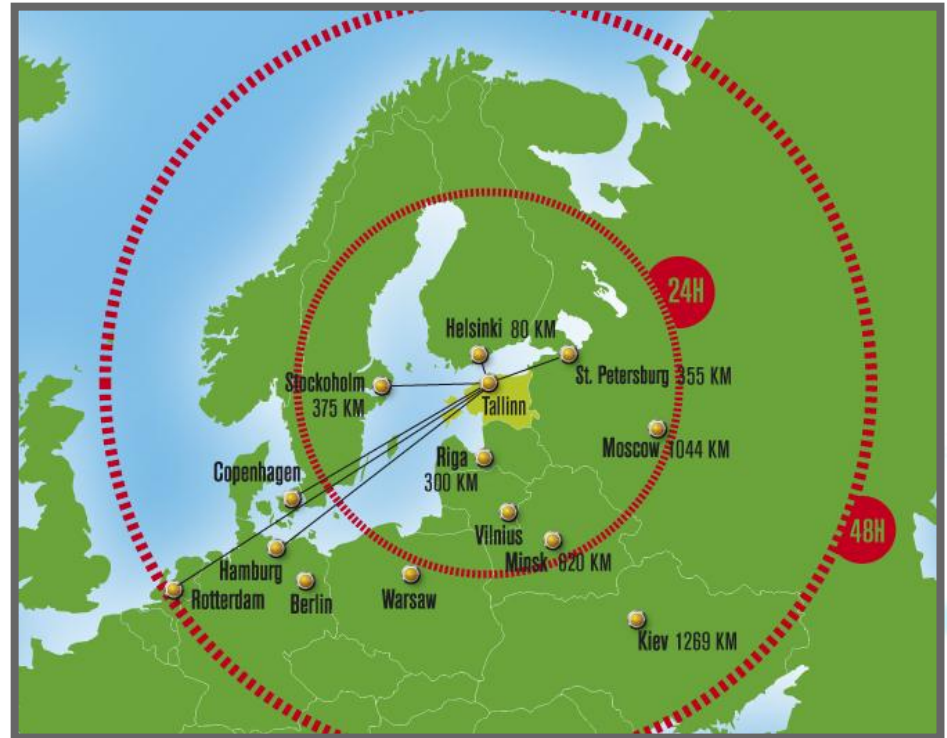 24H
Helsinki 80 KM
St. Petersburg 355 KM
Stockoholm
375 KM
Tallinn
Moscow 1044 KM
Riga
300 KM
Copenhagen
Vilnius
48H
Minsk 820 KM
Hamburg
Rotterdam
Berlin
Warsaw
Kiev 1269 KM